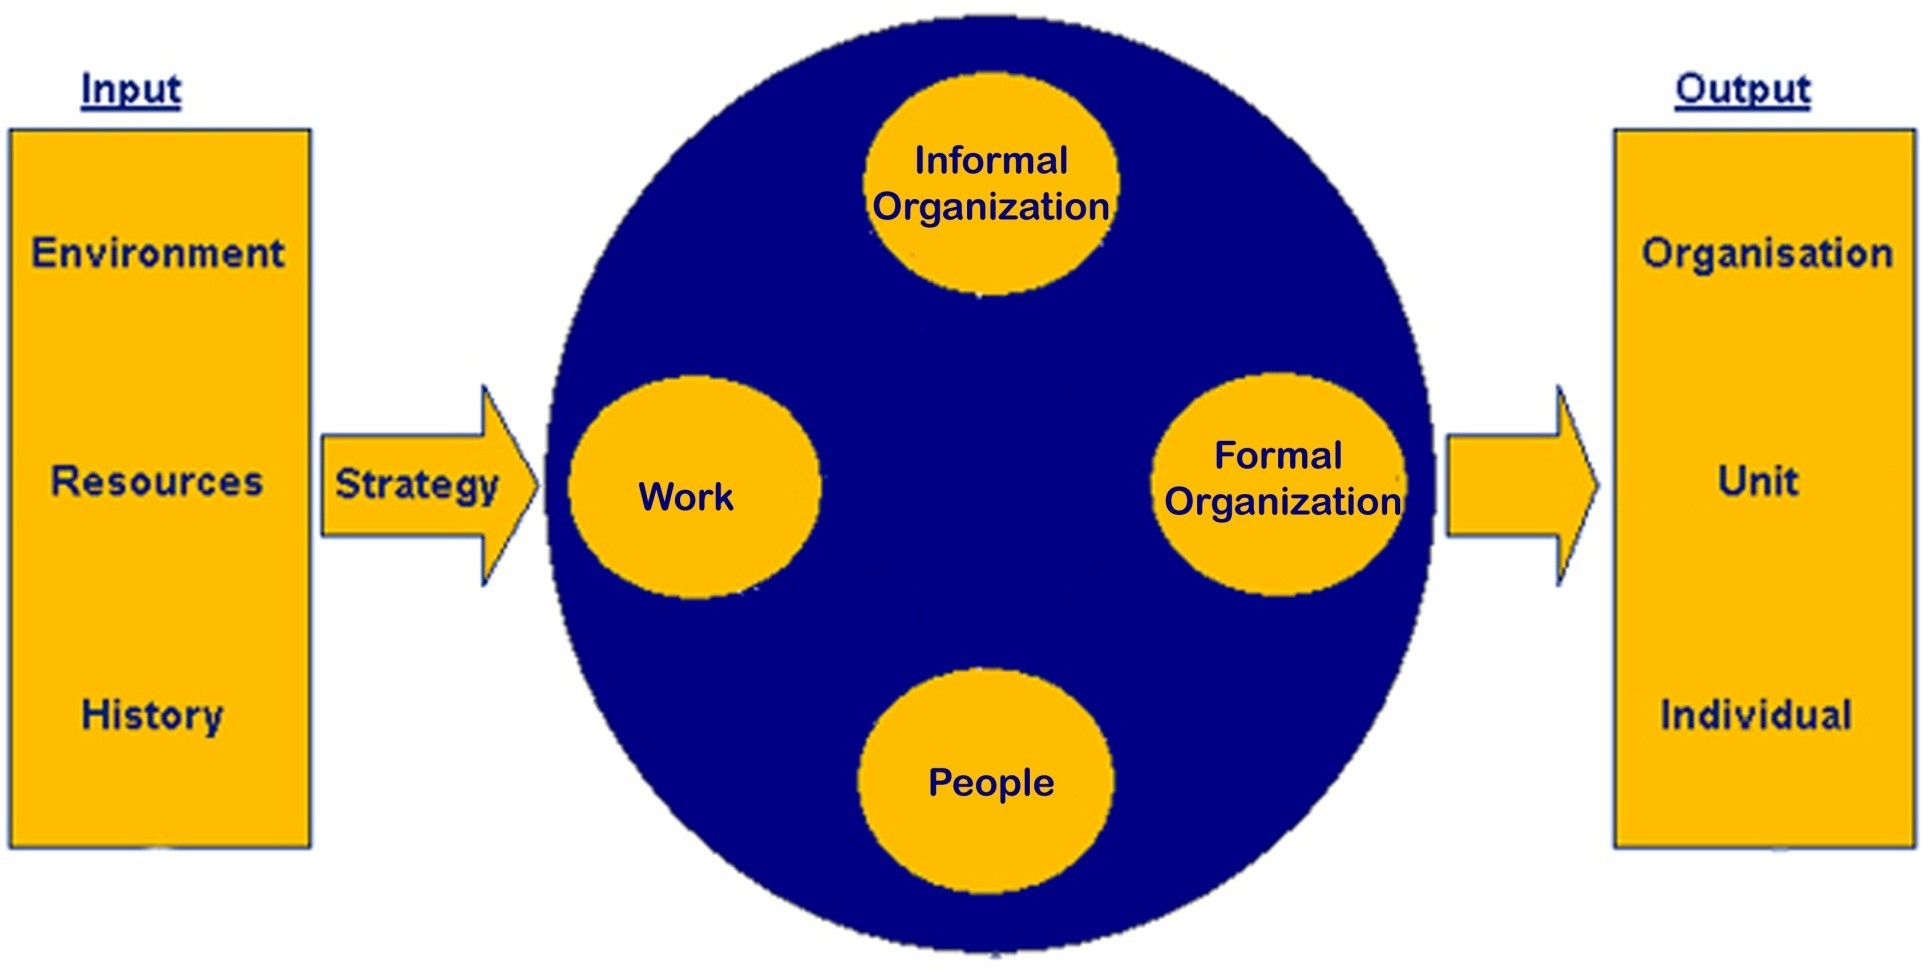 Input
Environment
Resources
History
Strategy
Informal
Organization
Work
Formal
Organization
People
Output
Organisation
Unit
Individual